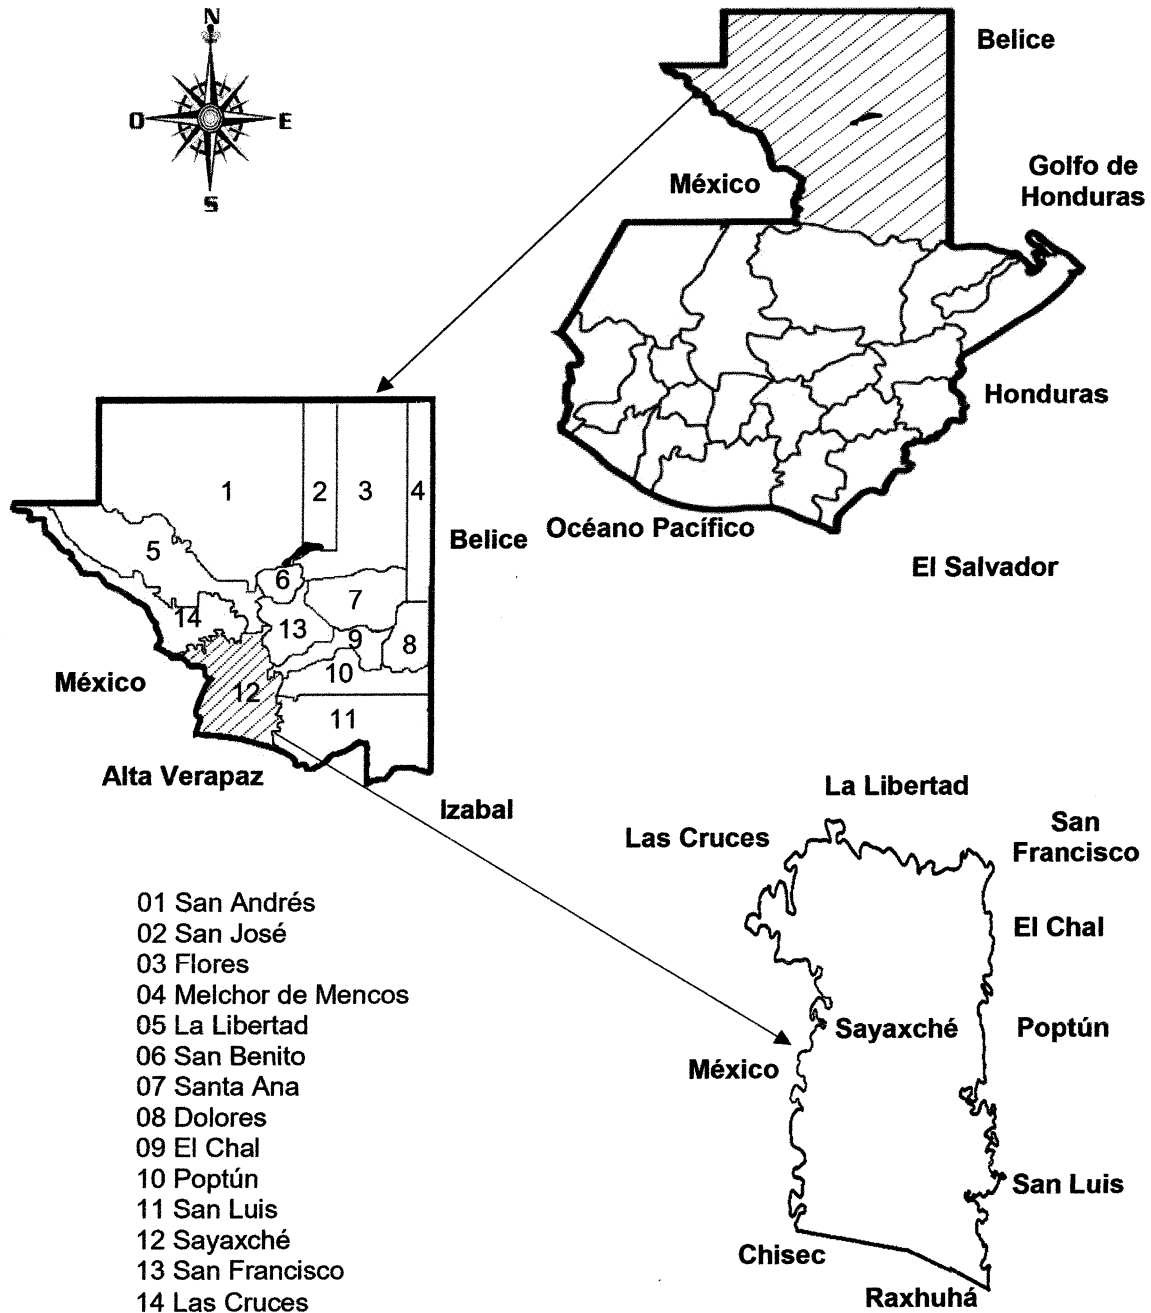 N
O
E
S
Belice
México
Golfo de
Honduras
Honduras
Océano Pacífico
El Salvador
1
2
3
4
5
6
7
8
9
10
11
12
13
14
Belice
México
Alta Verapaz
Izabal
La Libertad
Las Cruces
San
Francisco
El Chal
Sayaxché
Poptún
México
San Luis
Chisec
Raxhuhá
01 San Andrés
02 San José
03 Flores
04 Melchor de Mencos
05 La Libertad
06 San Benito
07 Santa Ana
08 Dolores
09 El Chal
10 Poptún
11 San Luis
12 Sayaxché
13 San Francisco
14 Las Cruces